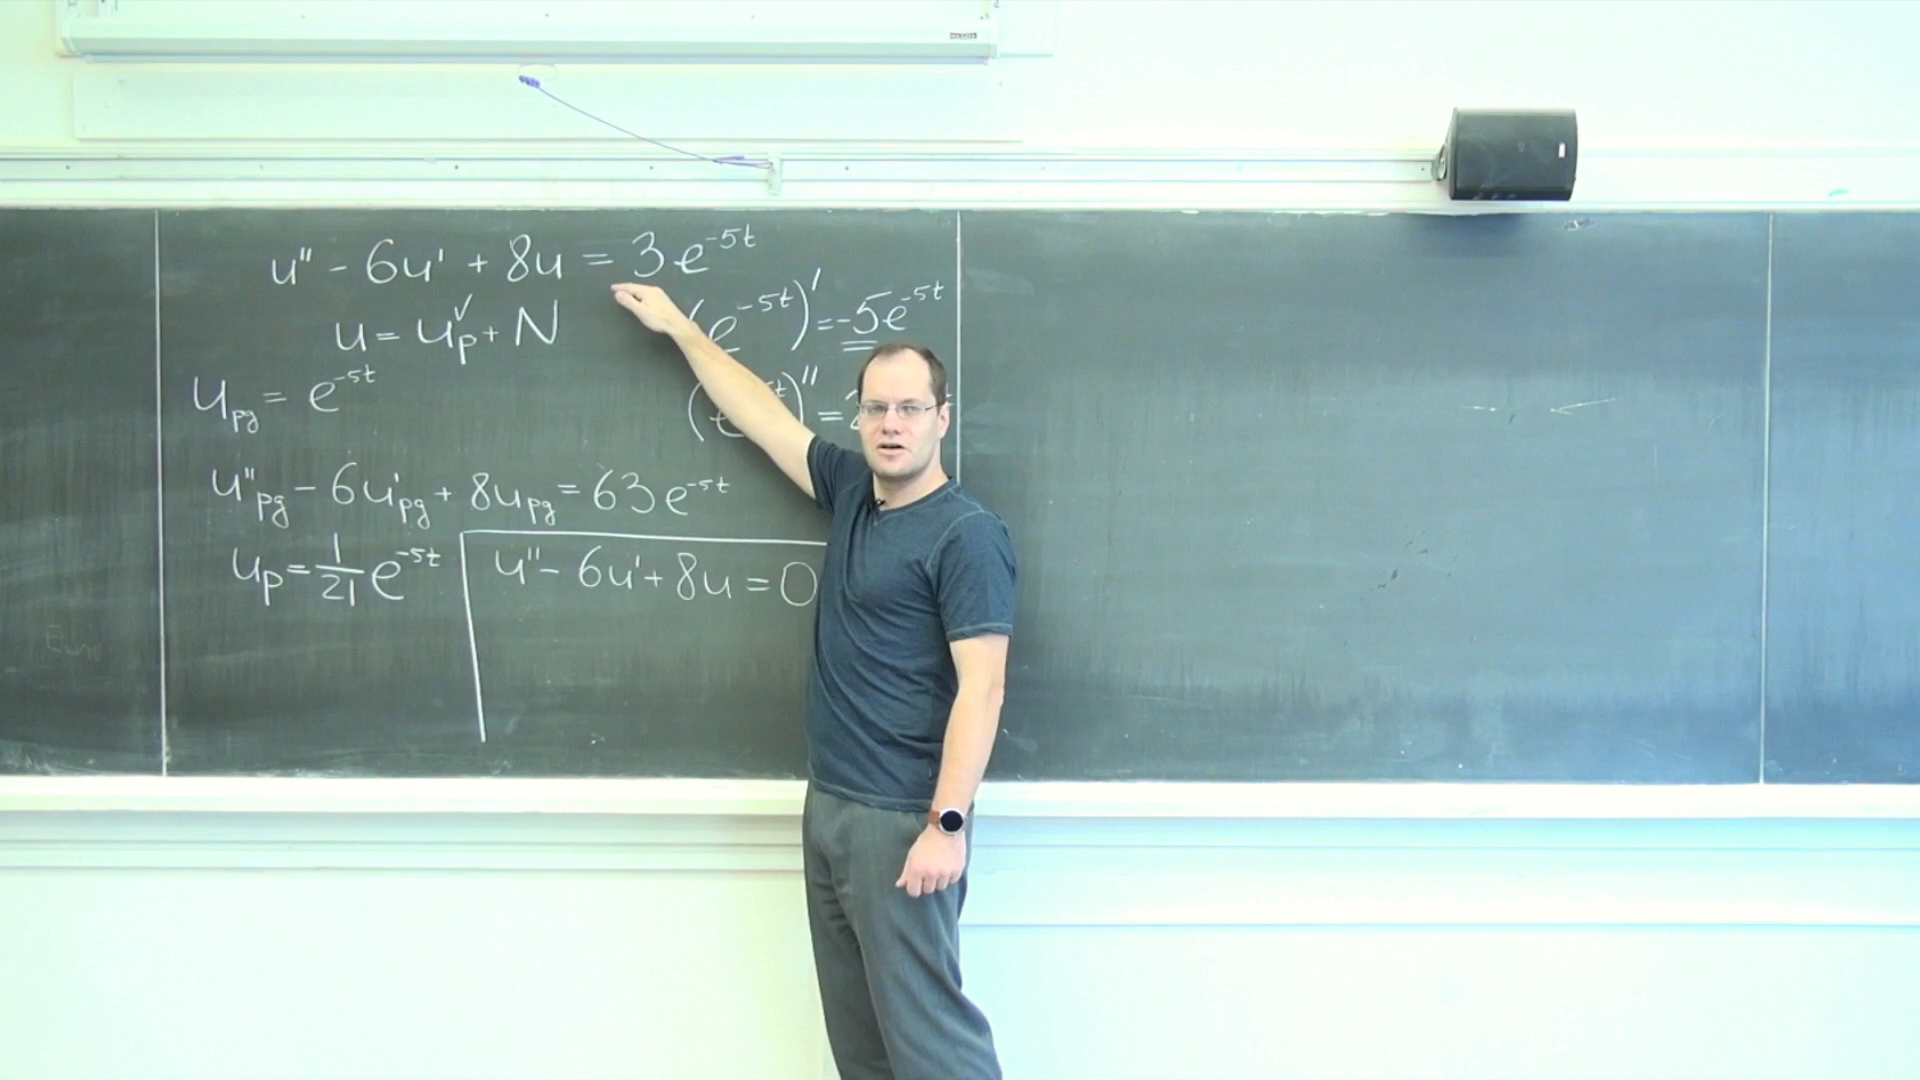 u'' - 6u' + 8u = 3e^{-5t}
u = u_p^✓ + N
(e^{-5t})' = -5e^{-5t}
u_{pg} = e^{-5t}
u''_{pg} - 6u'_{pg} + 8u_{pg} = 63e^{-5t}
u_p = \frac{1}{21} e^{-5t}
u'' - 6u' + 8u = 0